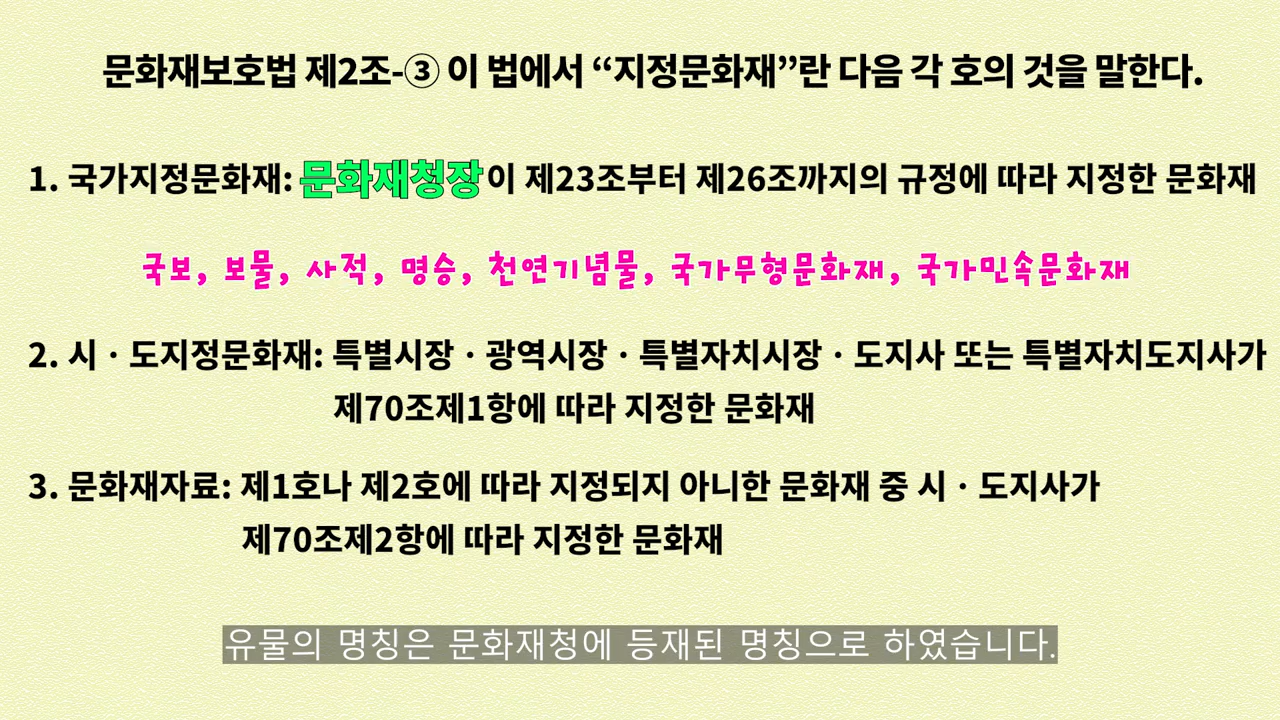 문화재보호법 제2조-③ 이 법에서 “지정문화재”란 다음 각 호의 것을 말한다.
1. 국가지정문화재: 문화재청장이 제23조부터 제26조까지의 규정에 따라 지정한 문화재
국보, 보물, 사적, 명승, 천연기념물, 국가무형문화재, 국가민속문화재
2. 시 · 도지정문화재: 특별시장 · 광역시장 · 특별자치시장 · 도지사 또는 특별자치도지사가
제70조제1항에 따라 지정한 문화재
3. 문화재자료: 제1호나 제2호에 따라 지정되지 아니한 문화재 중 시 · 도지사가
제70조제2항에 따라 지정한 문화재
유물의 명칭은 문화재청에 등재된 명칭으로 하였습니다.